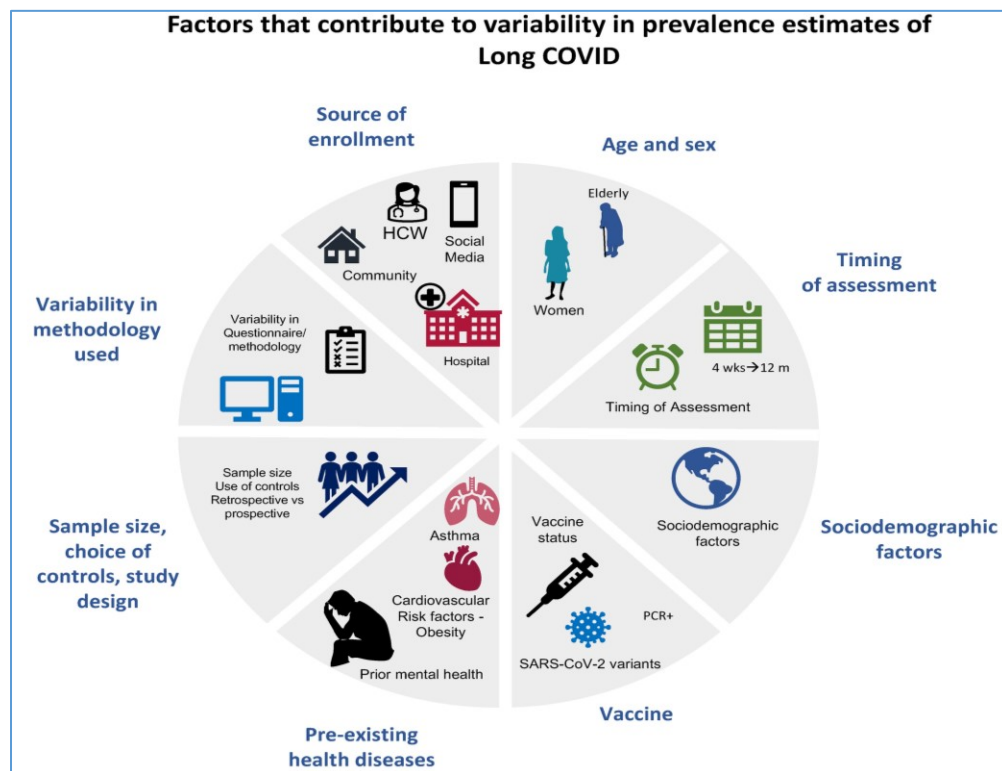 Factors that contribute to variability in prevalence estimates of
Long COVID
Source of
enrollment
HCW
Social
Media
Community
Hospital
Age and sex
Elderly
Women
Timing
of assessment
4 wks→12 m
Timing of Assessment
Sociodemographic
factors
Sociodemographic
factors
Vaccine
status
PCR+
SARS-CoV-2 variants
Vaccine
Asthma
Cardiovascular
Risk factors -
Obesity
Prior mental health
Pre-existing
health diseases
Sample size
Use of controls
Retrospective vs
prospective
Sample size,
choice of
controls, study
design
Variability in
Questionnaire/
methodology
Variability in
methodology
used